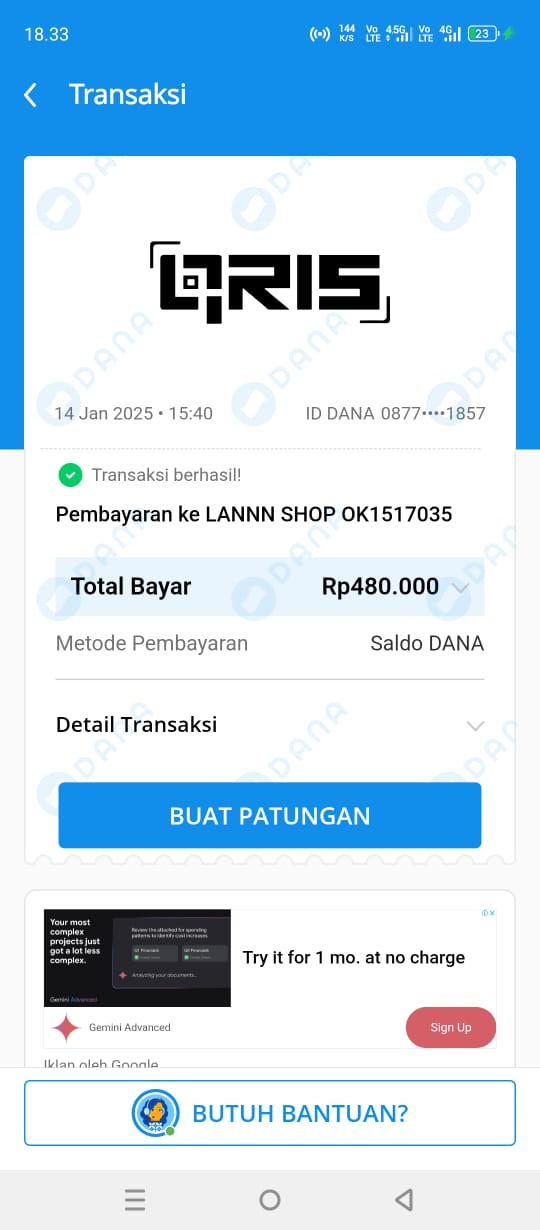 18.33
144 K/S Vo LTE 4.5G Vo LTE 4G 23
Transaksi
QRIS
14 Jan 2025 • 15:40 ID DANA 0877••••1857
Transaksi berhasil!
Pembayaran ke LANNN SHOP OK1517035
Total Bayar Rp480.000
Metode Pembayaran Saldo DANA
Detail Transaksi
BUAT PATUNGAN
Your most
complex
projects just
got a lot less
complex.
Review the attached for spending
patterns to identify cost increases
Analyzing your documents...
Gemini Advanced
Try it for 1 mo. at no charge
Gemini Advanced
Sign Up
Iklan oleh Google
BUTUH BANTUAN?
DANA